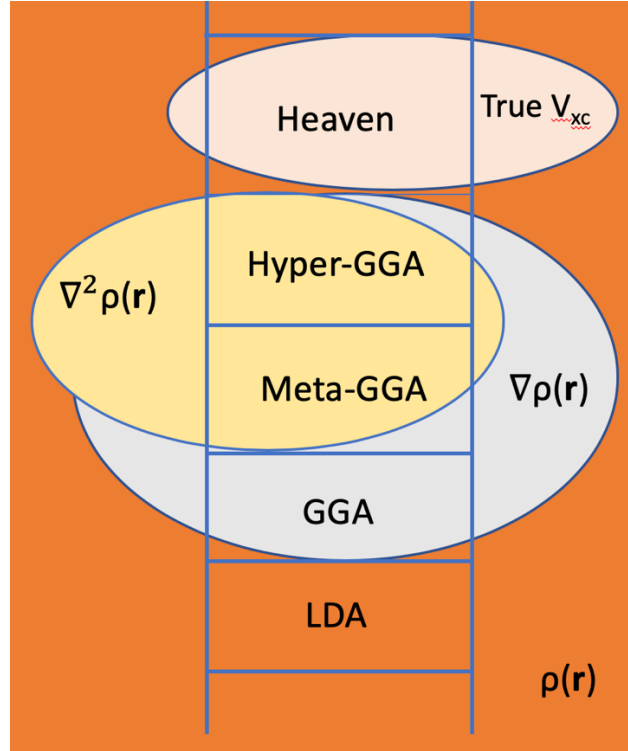 Heaven
True Vxc
Hyper-GGA
∇²ρ(r)
Meta-GGA
∇ρ(r)
GGA
LDA
ρ(r)